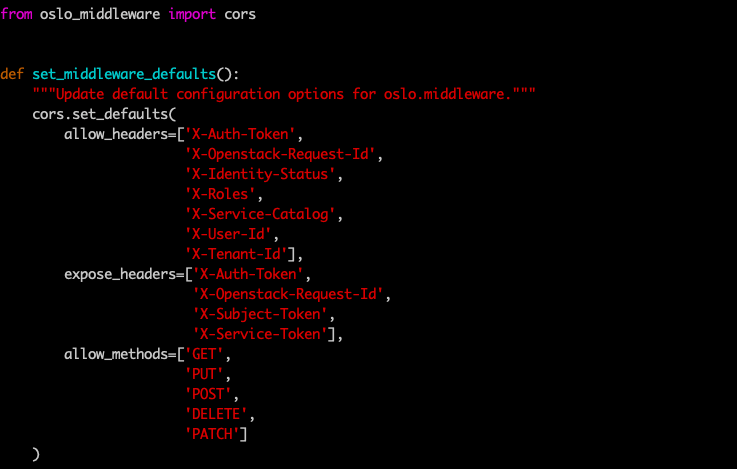 from oslo_middleware import cors
def set_middleware_defaults():
"""Update default configuration options for oslo.middleware."""
cors.set_defaults(
allow_headers=['X-Auth-Token',
'X-Openstack-Request-Id',
'X-Identity-Status',
'X-Roles',
'X-Service-Catalog',
'X-User-Id',
'X-Tenant-Id'],
expose_headers=['X-Auth-Token',
'X-Openstack-Request-Id',
'X-Subject-Token',
'X-Service-Token'],
allow_methods=['GET',
'PUT',
'POST',
'DELETE',
'PATCH']
)